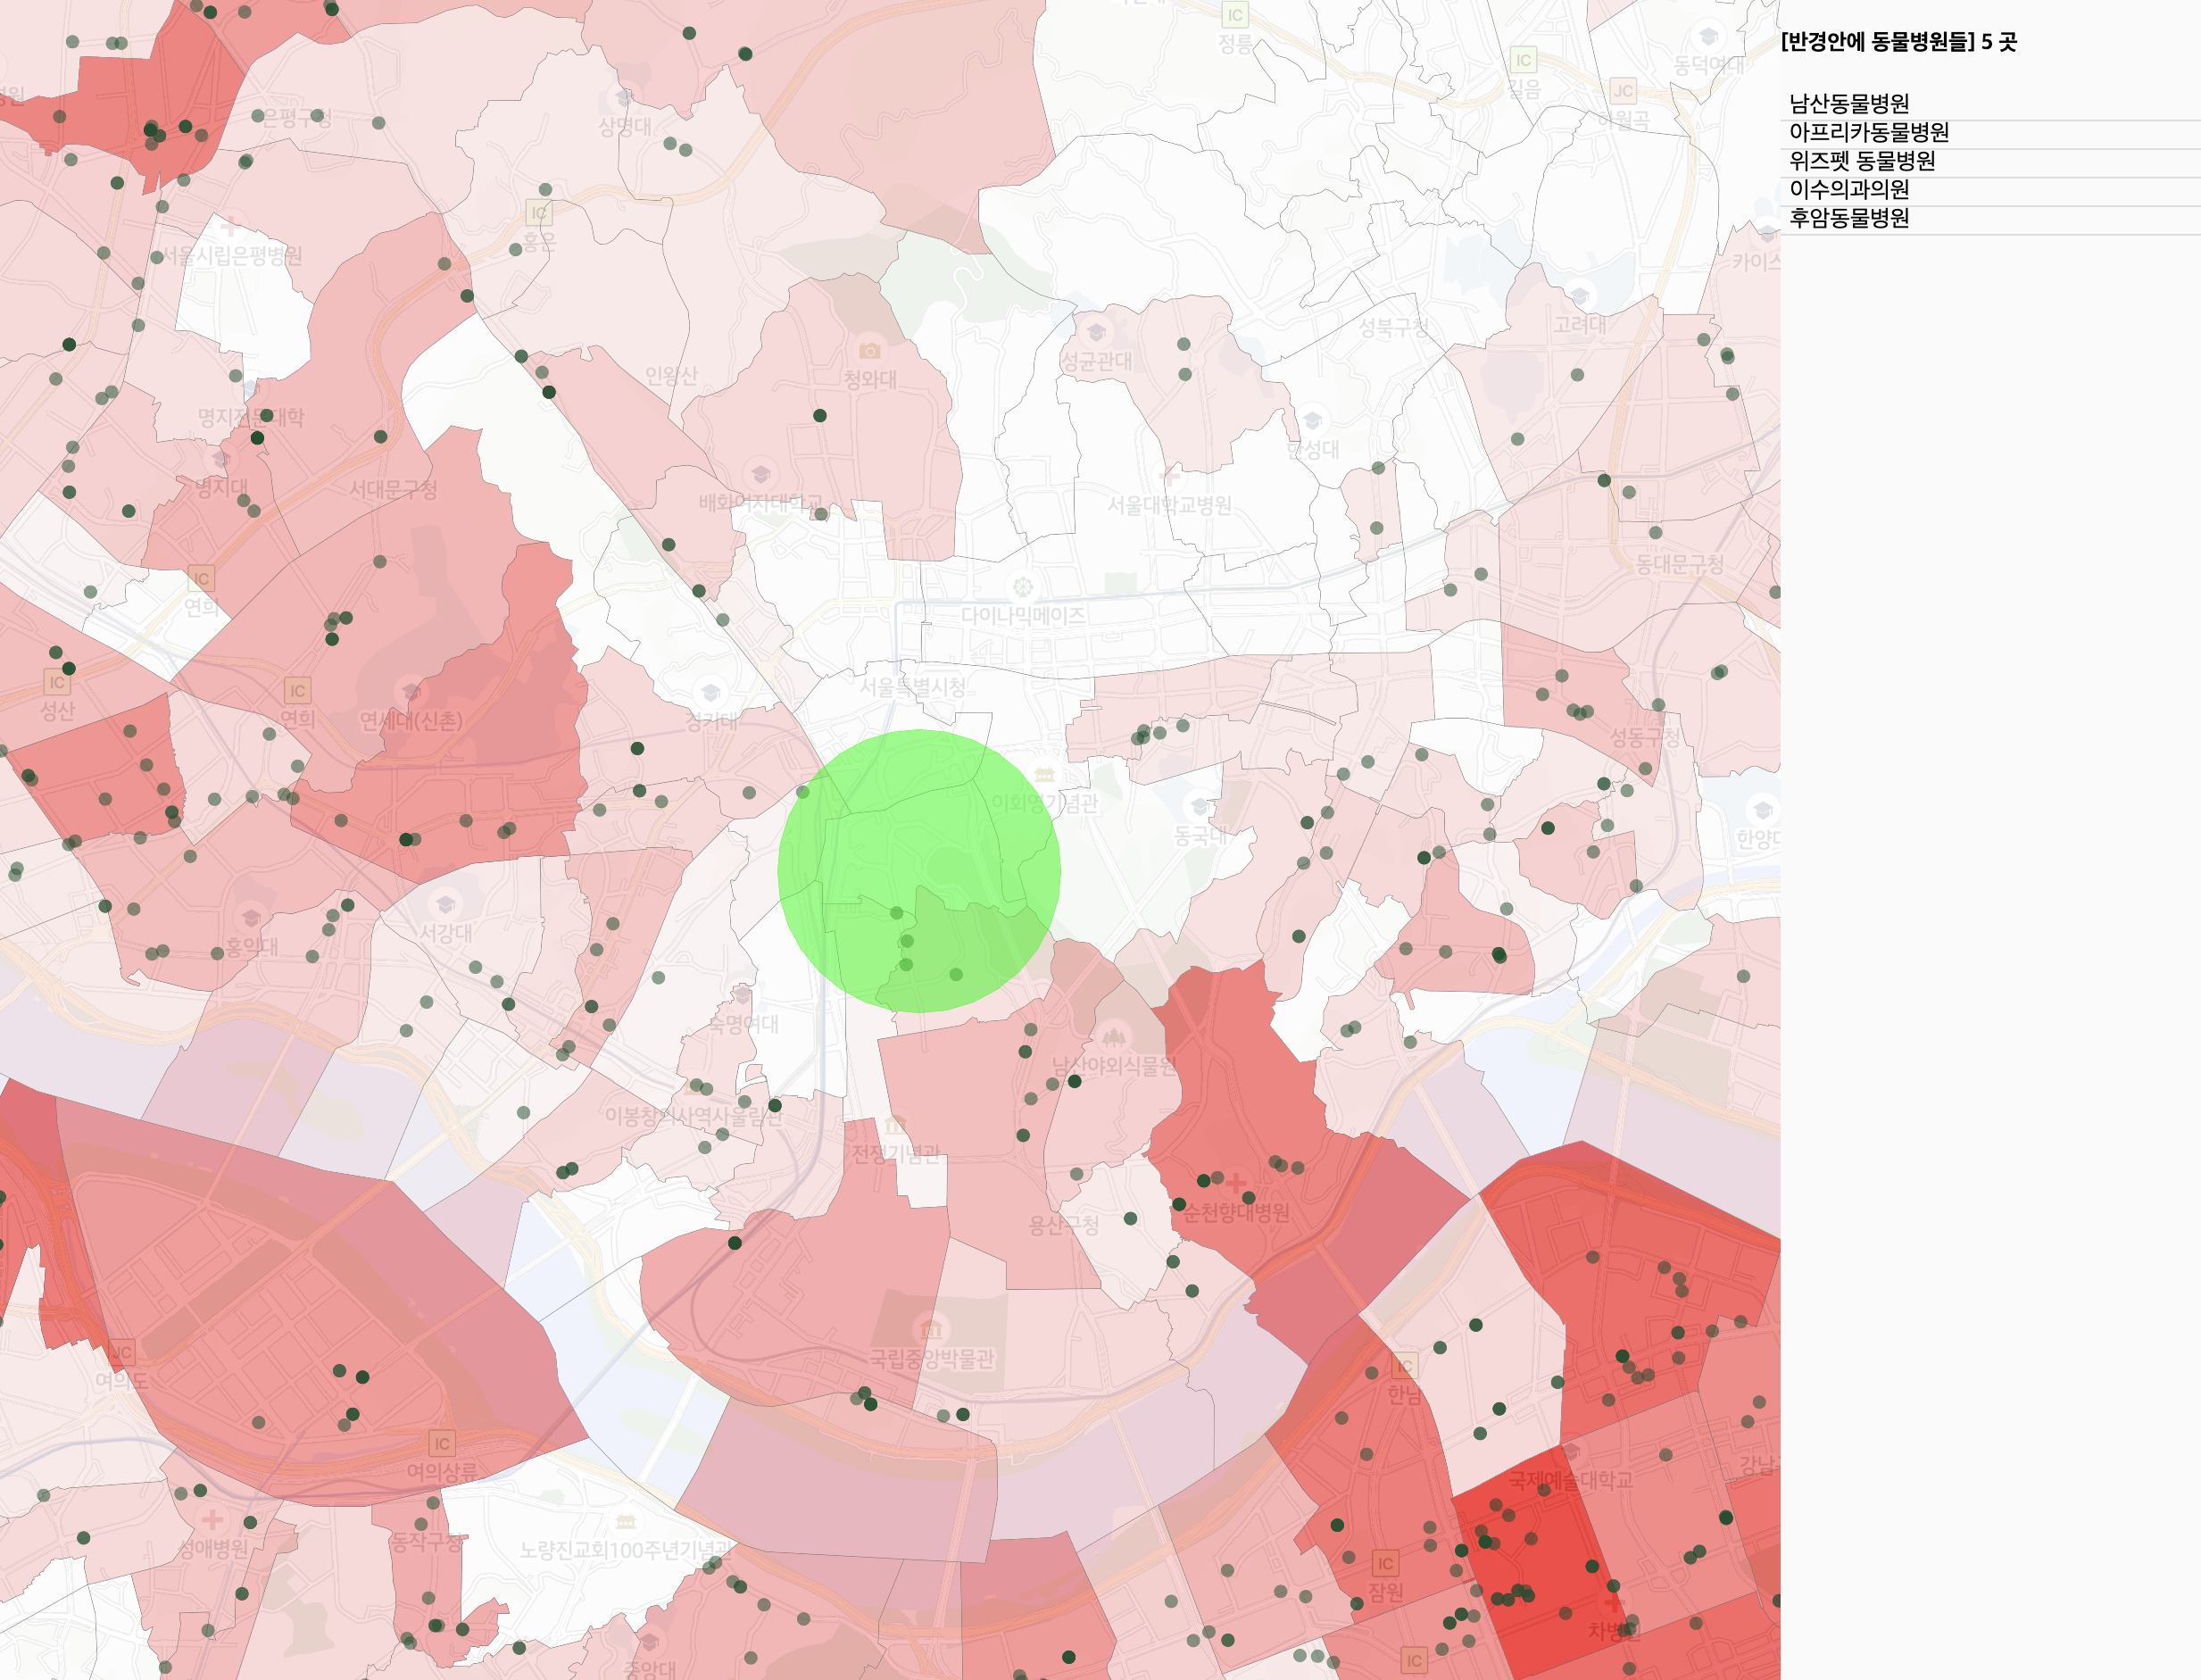 [반경안에 동물병원들] 5 곳
남산동물병원
아프리카동물병원
위즈펫 동물병원
이수의과의원
후암동물병원
IC
정릉
IC
길음
동덕여대
JC
하월곡
은평구청
상명대
IC
홍은
서울시립은평병원
카이스
성균관대
성북구청
고려대
인왕산
청와대
명지전문대학
한성대
명지대
서대문구청
배화여자대학교
서울대학교병원
동대문구청
IC
연희
다이나믹메이즈
IC
성산
IC
연희
연세대(신촌)
경기대
서울특별시청
성동구청
이회영기념관
동국대
한양대
홍익대
서강대
숙명여대
남산야외식물원
이봉창의사역사울림관
전쟁기념관
용산구청
순천향대병원
JC
여의도
국립중앙박물관
IC
한남
IC
여의상류
국제예술대학교
강남구
성애병원
동작구청
노량진교회100주년기념관
IC
잠원
차병원
중앙대
IC